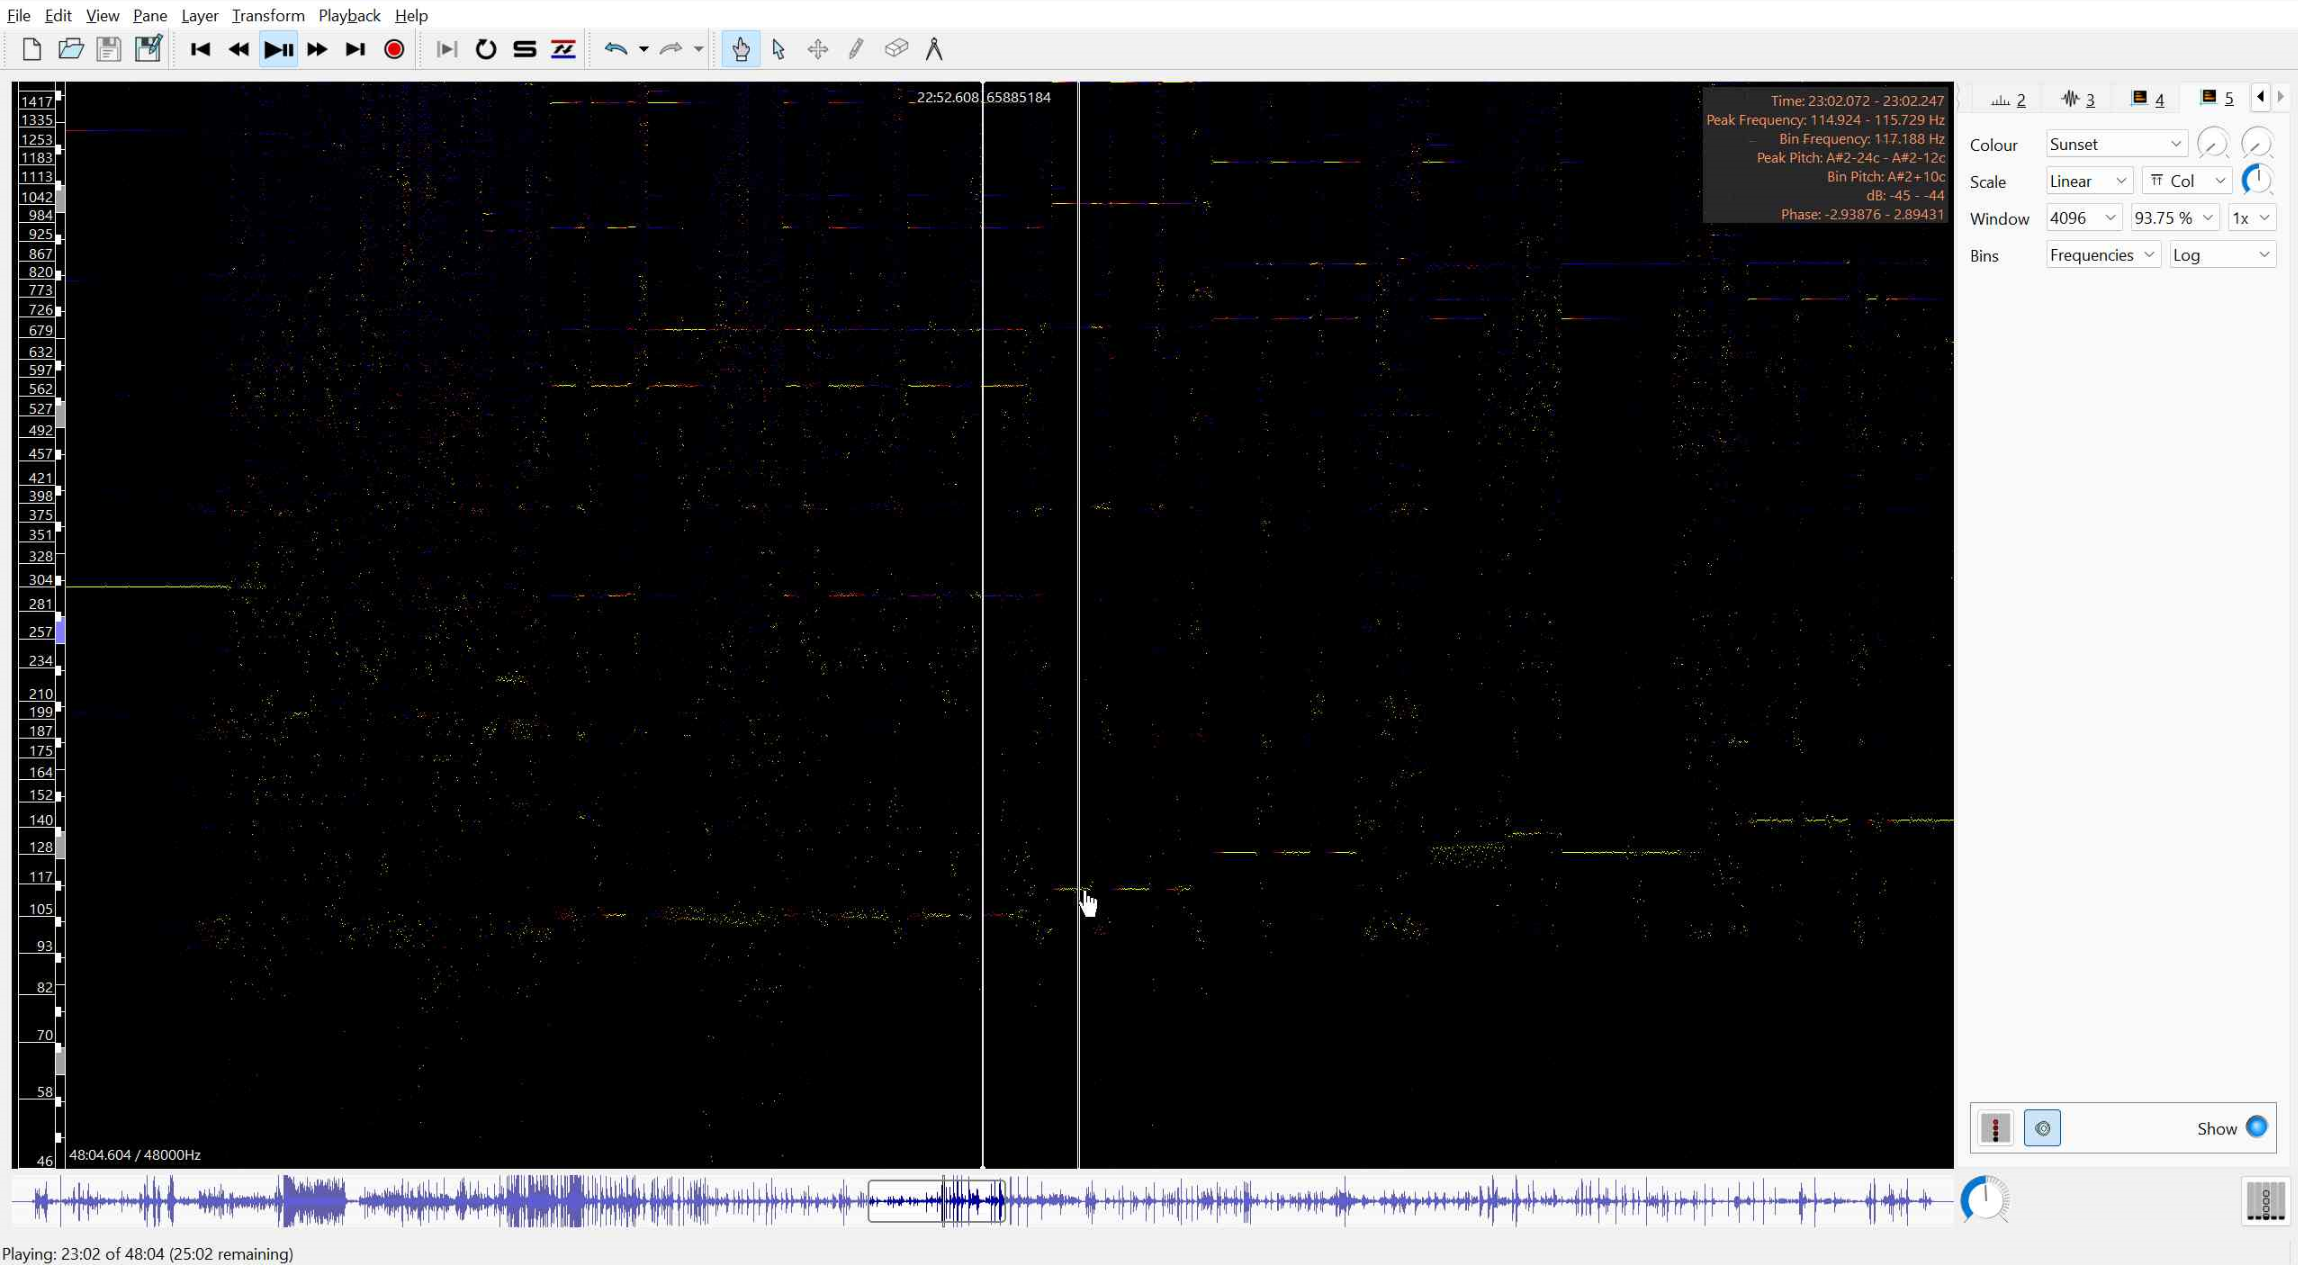 File Edit View Pane Layer Transform Playback Help
22:52.608 65885184
Time: 23:02.072 - 23:02.247
Peak Frequency: 114.924 - 115.729 Hz
Bin Frequency: 117.188 Hz
Peak Pitch: A#2-24c - A#2-12c
Bin Pitch: A#2+10c
dB: -45 - -44
Phase: -2.93876 - 2.89431
2 3 4 5
Colour Sunset
Scale Linear Col
Window 4096 93.75 % 1x
Bins Frequencies Log
1417
1335
1253
1183
1113
1042
984
925
867
820
773
726
679
632
597
562
527
492
457
421
398
375
351
328
304
281
257
234
210
199
187
175
164
152
140
128
117
105
93
82
70
58
46
48:04.604 / 48000Hz
Show
Playing: 23:02 of 48:04 (25:02 remaining)